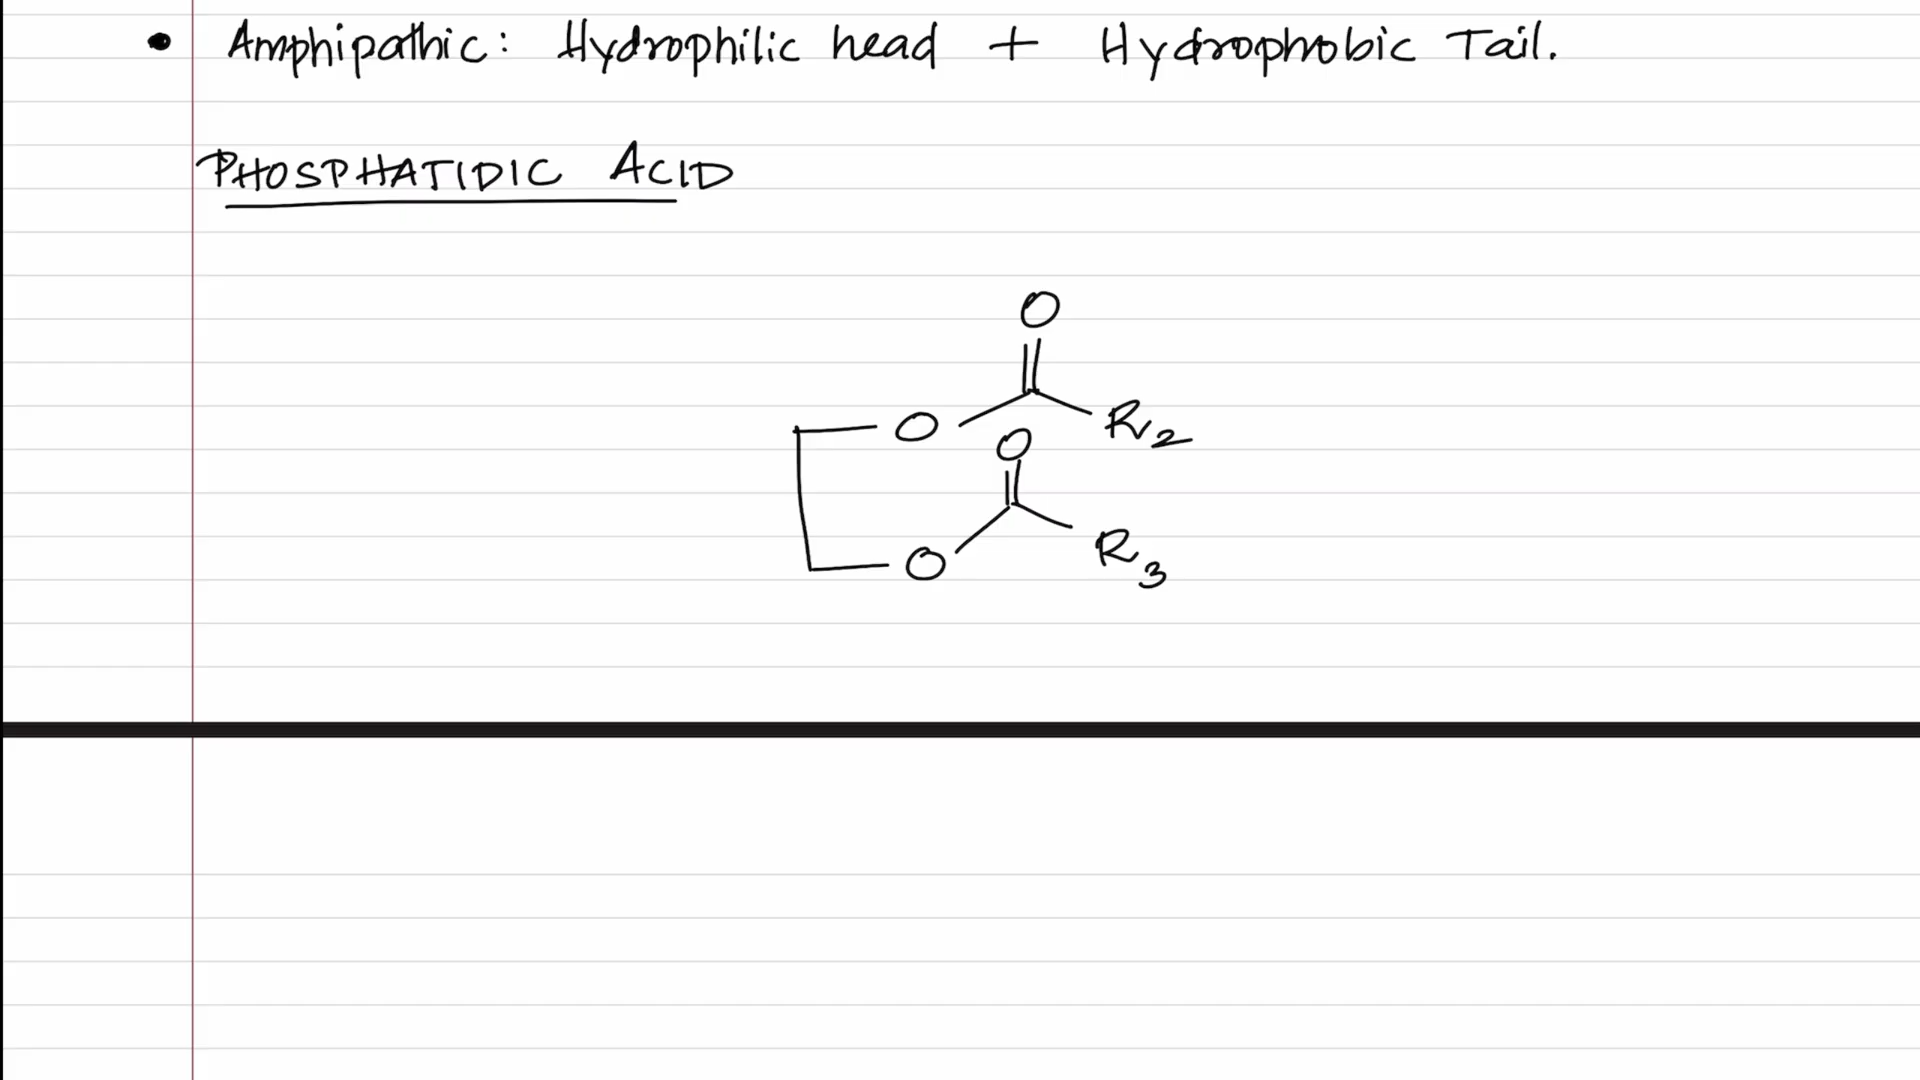 • Amphipathic: Hydrophilic head + Hydrophobic Tail.
PHOSPHATIDIC ACID
O
O R2
O
O R3